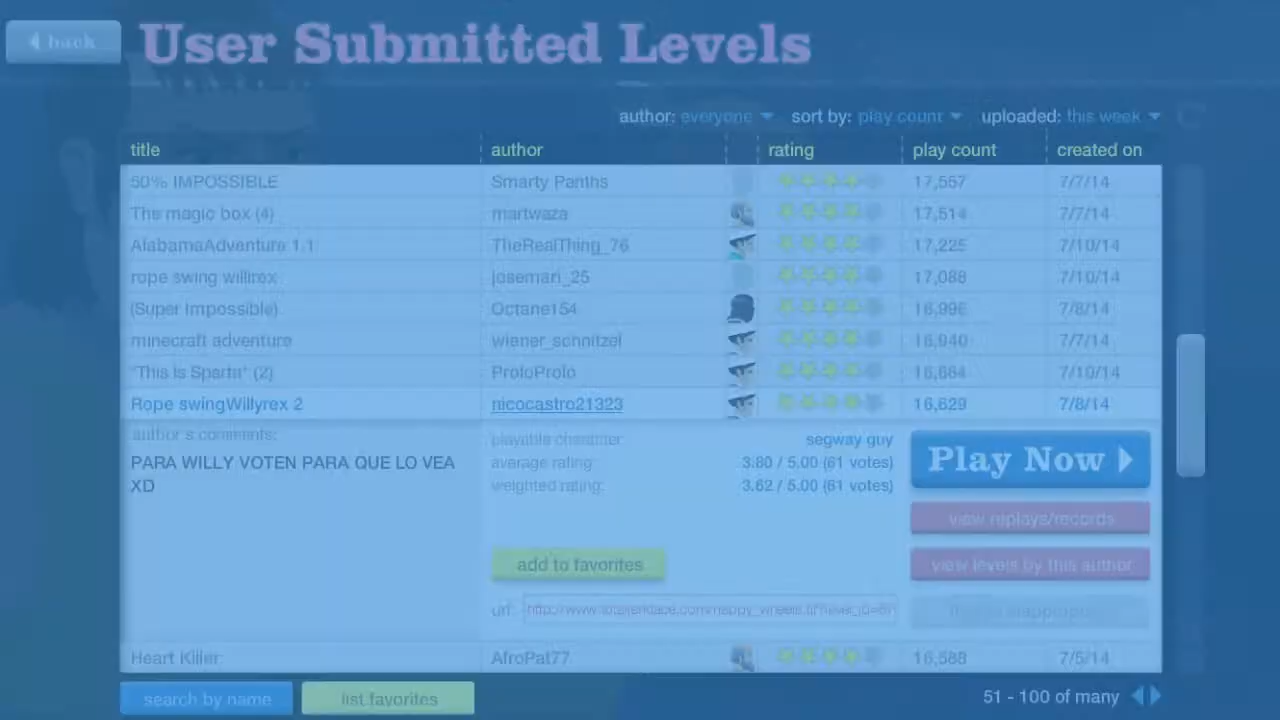 back
User Submitted Levels
author: everyone sort by: play count uploaded: this week
title author rating play count created on
50% IMPOSSIBLE Smarty Panths 17,557 7/7/14
The magic box (4) martwaza 17,514 7/7/14
AlabamaAdventure 1.1 TheRealThing_76 17,225 7/10/14
rope swing willirex josemari_25 17,088 7/10/14
(Super Impossible) Octane154 16,996 7/8/14
minecraft adventure wiener_schnitzel 16,940 7/7/14
"This is Sparta" (2) ProloProlo 16,684 7/10/14
Rope swingWillyrex 2 nicocastro21323 16,629 7/8/14
author's comments: playable character: segway guy
PARA WILLY VOTEN PARA QUE LO VEA average rating: 3.80 / 5.00 (61 votes) Play Now
XD weighted rating: 3.62 / 5.00 (61 votes)
view replays/records
add to favorites view levels by this author
url:
Heart Killer AfroPat77 16,588 7/5/14
search by name list favorites 51 - 100 of many